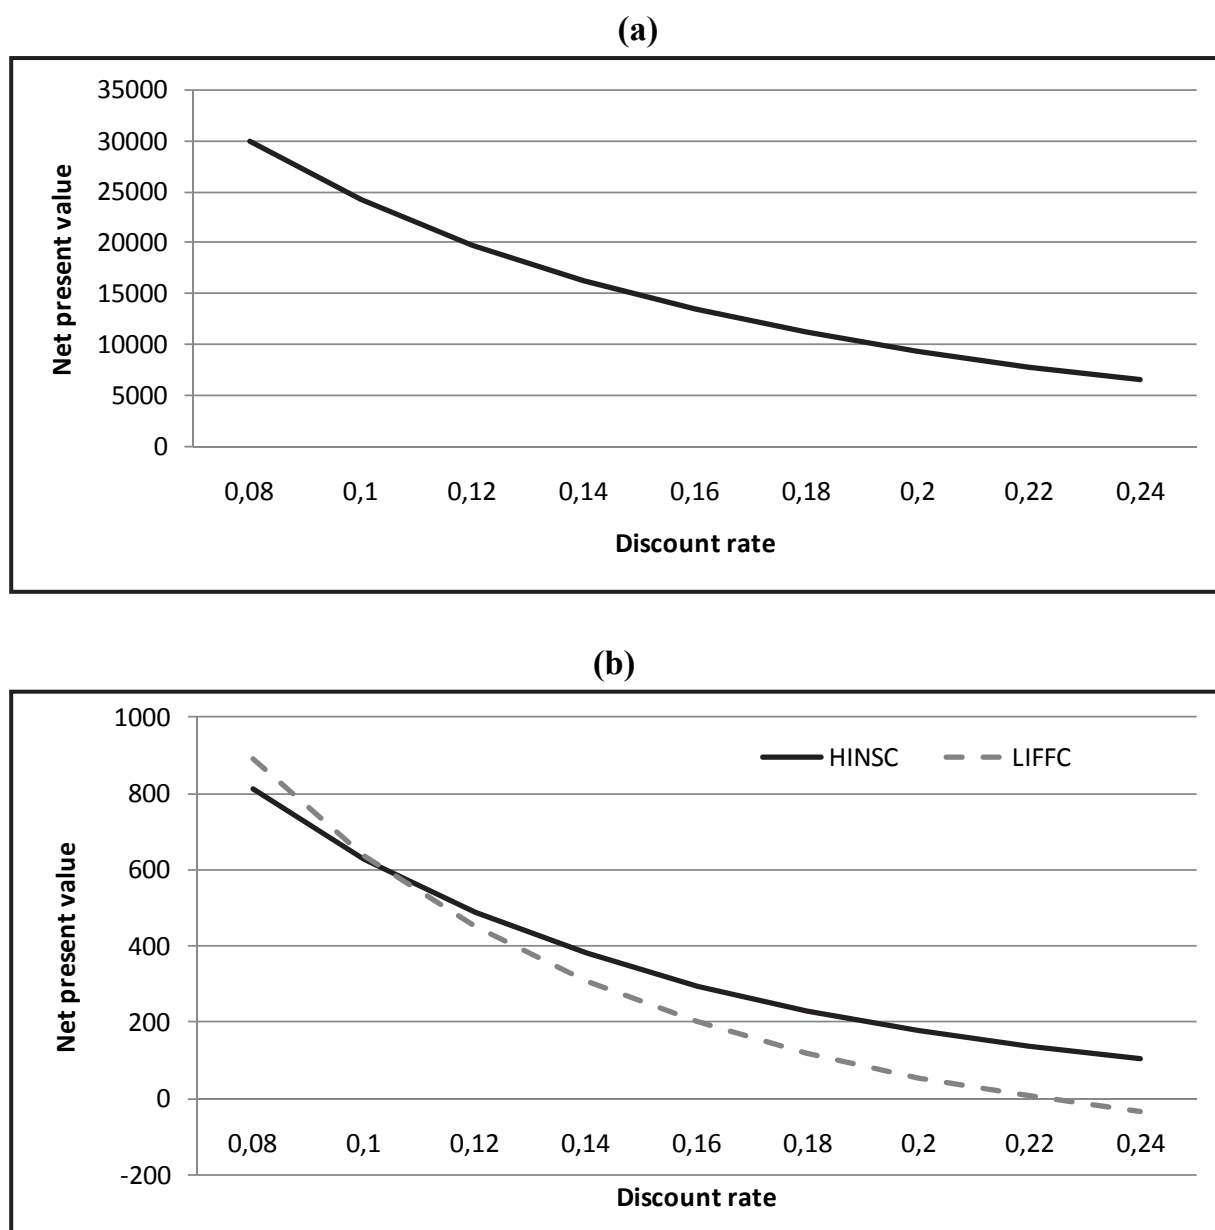 (a)
35000
30000
25000
20000
15000
10000
5000
0
Net present value
0,08 0,1 0,12 0,14 0,16 0,18 0,2 0,22 0,24
Discount rate
(b)
1000
800
600
400
200
0
-200
Net present value
HINSC LIFFC
0,08 0,1 0,12 0,14 0,16 0,18 0,2 0,22 0,24
Discount rate